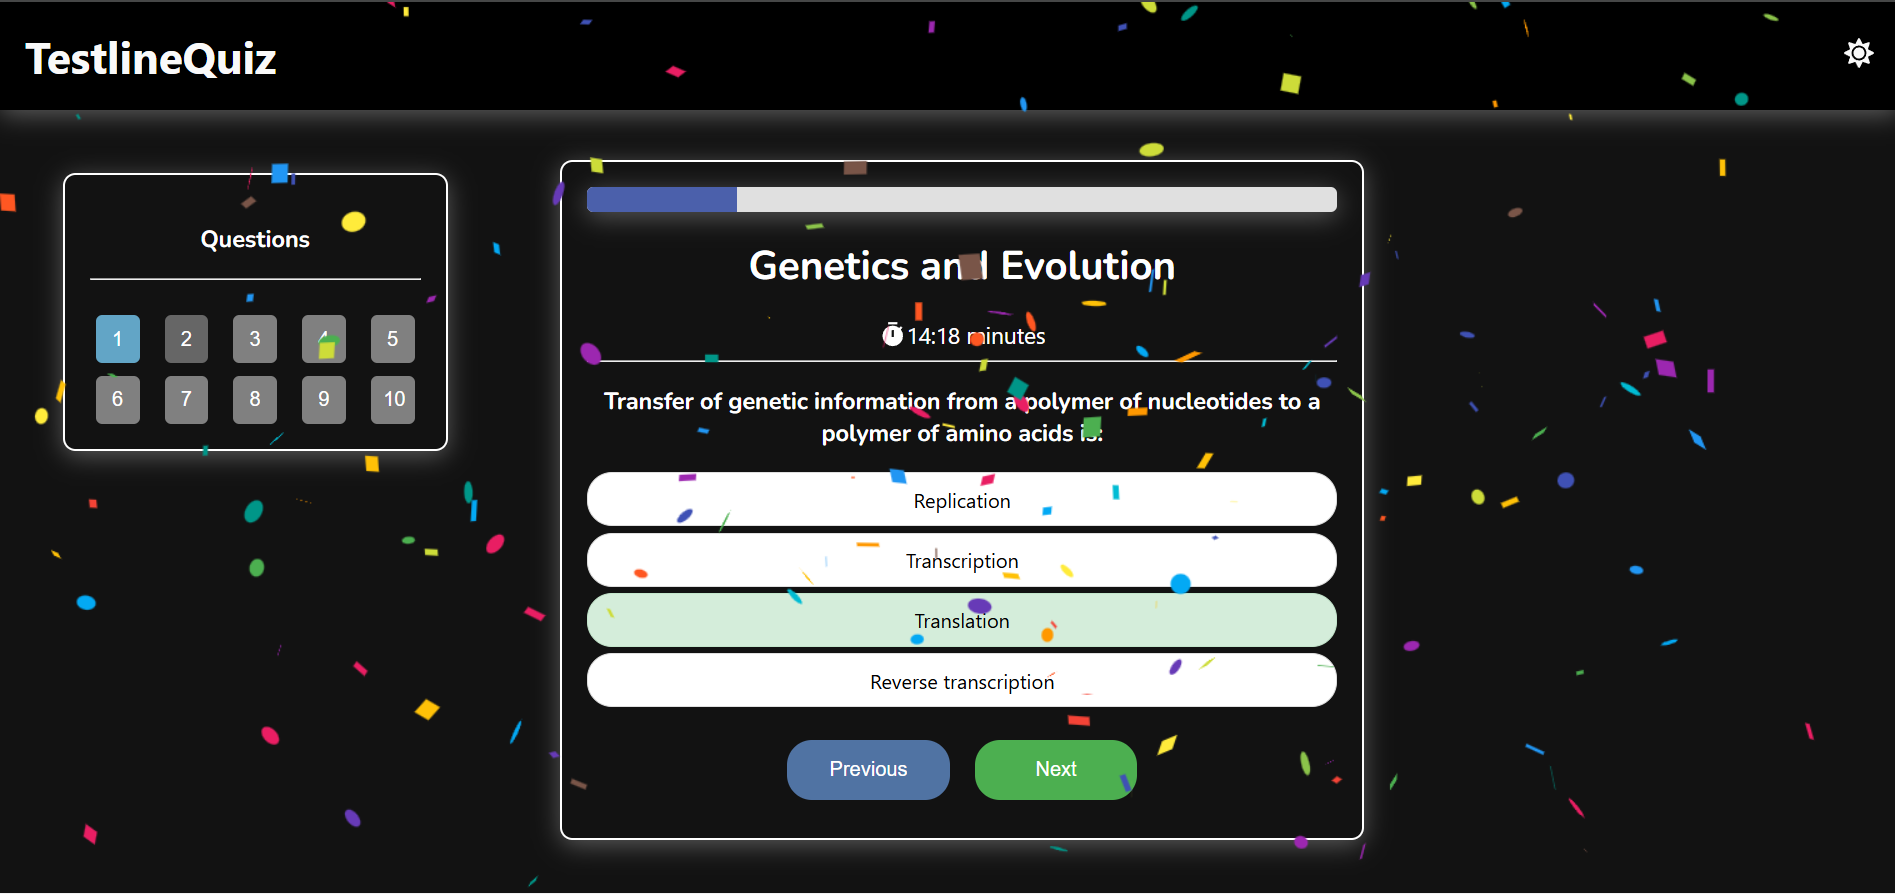 TestlineQuiz
Questions
1 2 3 4 5
6 7 8 9 10
Genetics and Evolution
14:18 minutes
Transfer of genetic information from a polymer of nucleotides to a
polymer of amino acids is:
Replication
Transcription
Translation
Reverse transcription
Previous Next